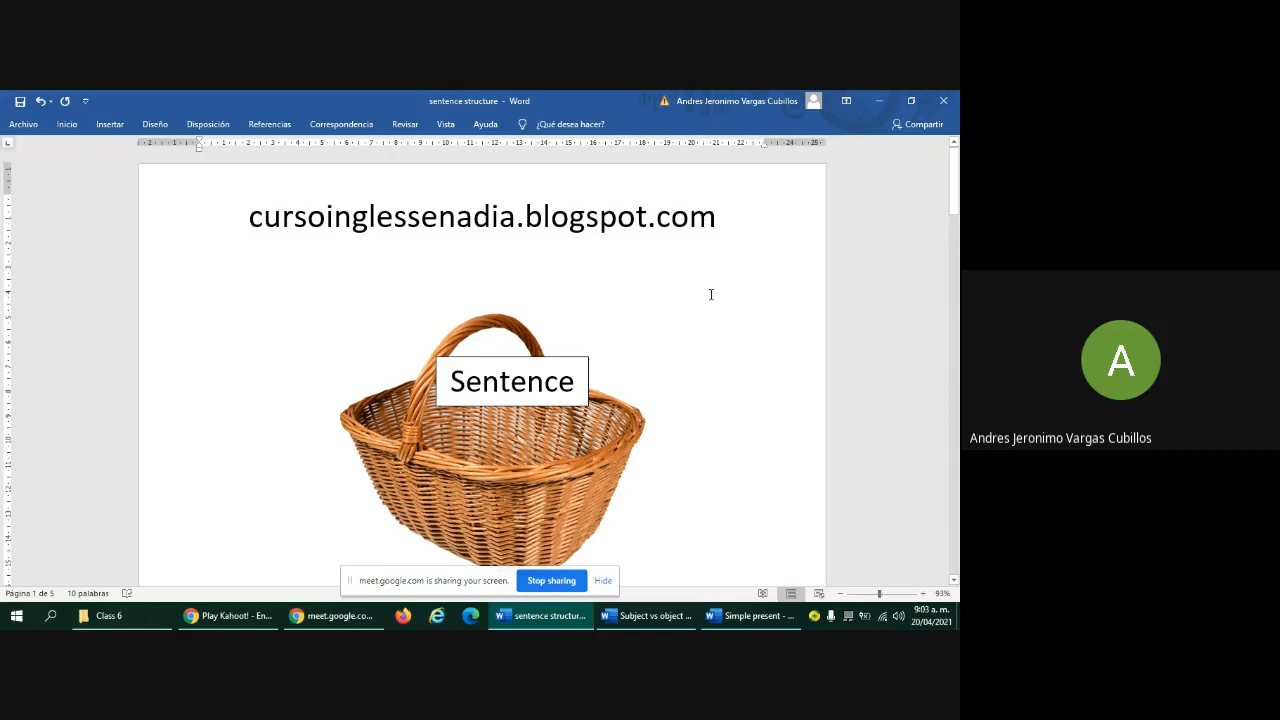 sentence structure - Word
Andres Jeronimo Vargas Cubillos
Archivo Inicio Insertar Diseño Disposición Referencias Correspondencia Revisar Vista Ayuda ¿Qué desea hacer? Compartir
cursoinglessenadia.blogspot.com
Sentence
A
Andres Jeronimo Vargas Cubillos
meet.google.com is sharing your screen. Stop sharing Hide
Página 1 de 5 10 palabras 93%
Class 6 Play Kahoot! - En... meet.google.co... sentence structur... Subject vs object ... Simple present - ... 9:03 a. m.
20/04/2021